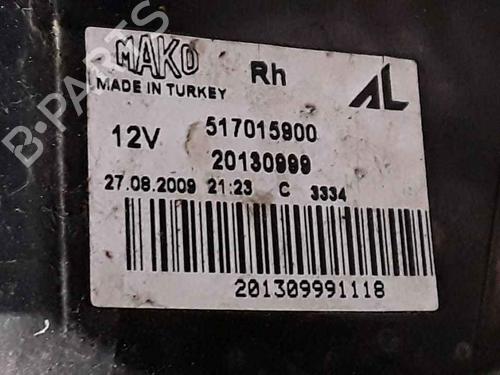 MAKO Rh AL
MADE IN TURKEY
12V 517015900
20130999
27.08.2009 21:23 C 3334
201309991118
B-PARTS